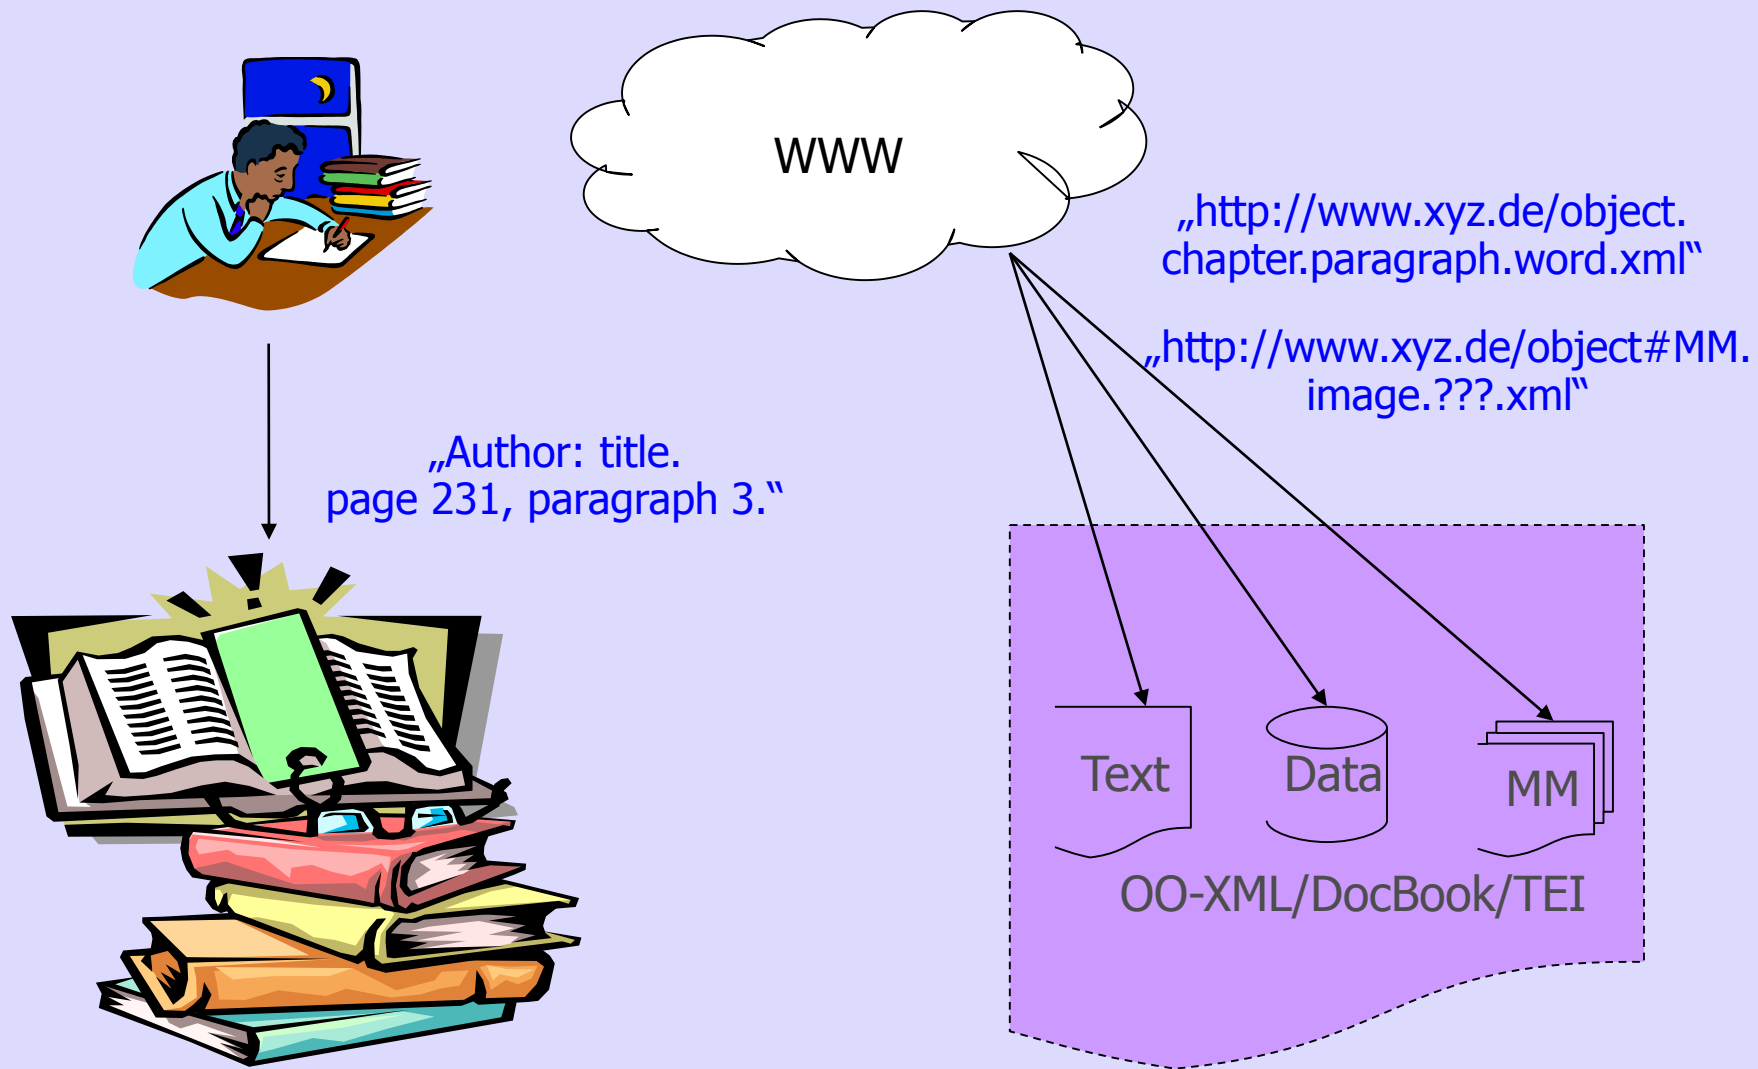 WWW
„http://www.xyz.de/object.
chapter.paragraph.word.xml“
„http://www.xyz.de/object#MM.
image.???.xml“
„Author: title.
page 231, paragraph 3.“
Text
Data
MM
OO-XML/DocBook/TEI